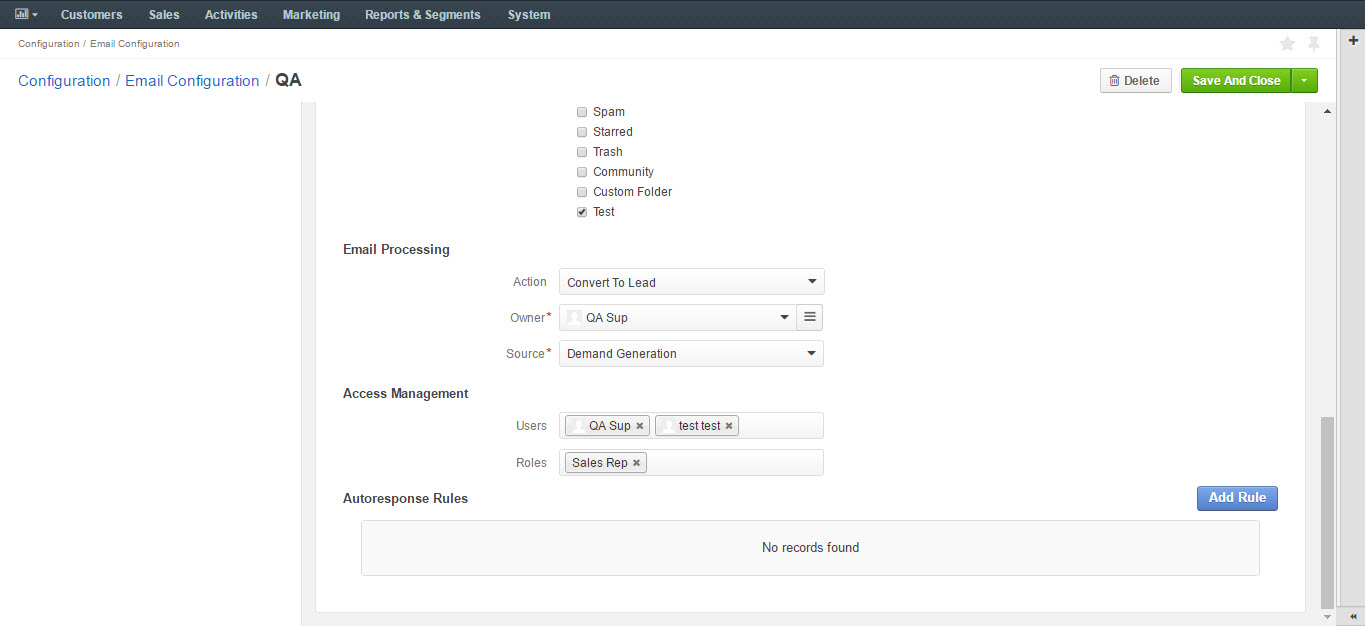 Customers Sales Activities Marketing Reports & Segments System
Configuration / Email Configuration
Configuration / Email Configuration / QA
Delete Save And Close
Spam
Starred
Trash
Community
Custom Folder
Test
Email Processing
Action Convert To Lead
Owner* QA Sup
Source* Demand Generation
Access Management
Users QA Sup × test test ×
Roles Sales Rep ×
Autoresponse Rules Add Rule
No records found